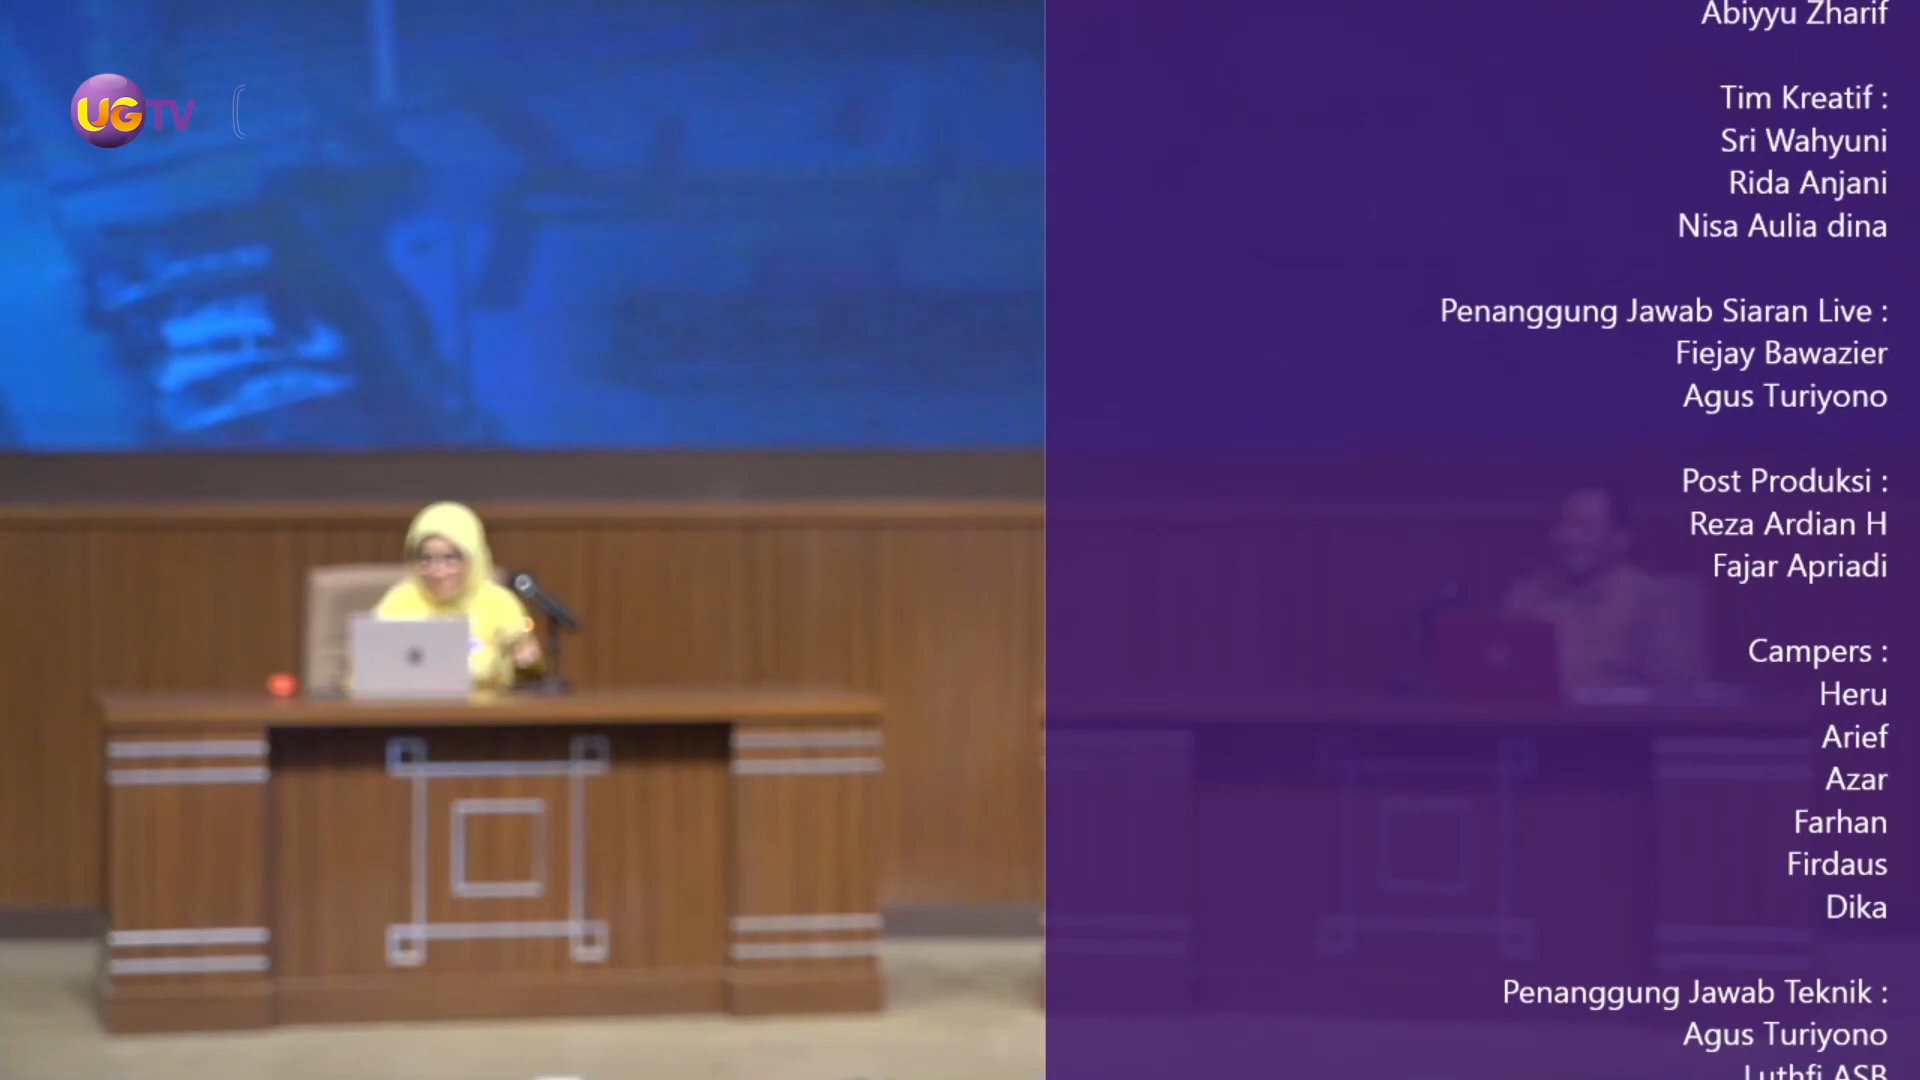 UGTV
Abiyyu Zharif
Tim Kreatif :
Sri Wahyuni
Rida Anjani
Nisa Aulia dina
Penanggung Jawab Siaran Live :
Fiejay Bawazier
Agus Turiyono
Post Produksi :
Reza Ardian H
Fajar Apriadi
Campers :
Heru
Arief
Azar
Farhan
Firdaus
Dika
Penanggung Jawab Teknik :
Agus Turiyono
Luthfi ASB